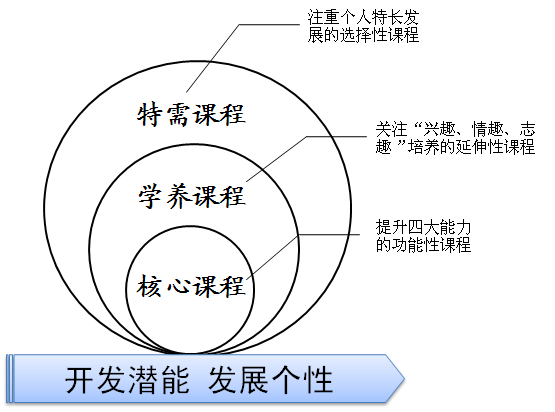 注重个人特长发
展的选择性课程
特需课程
关注“兴趣、情趣、志
趣”培养的延伸性课程
学养课程
提升四大能力
的功能性课程
核心课程
开发潜能 发展个性